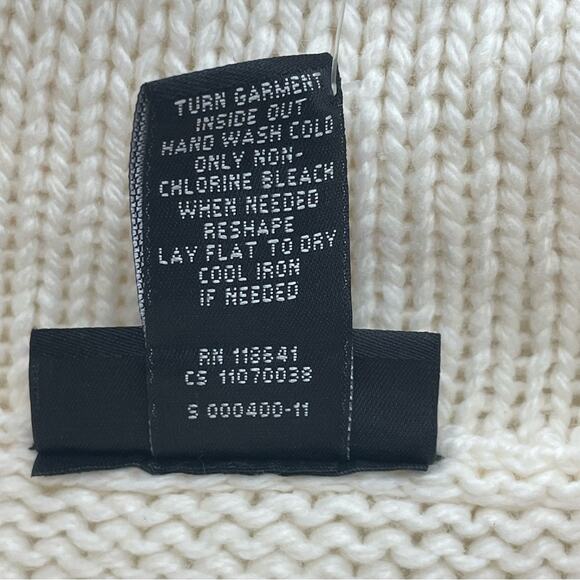 TURN GARMENT
INSIDE OUT
HAND WASH COLD
ONLY NON-
CHLORINE BLEACH
WHEN NEEDED
RESHAPE
LAY FLAT TO DRY
COOL IRON
IF NEEDED
RN 118641
CS 11070038
S 000400-11